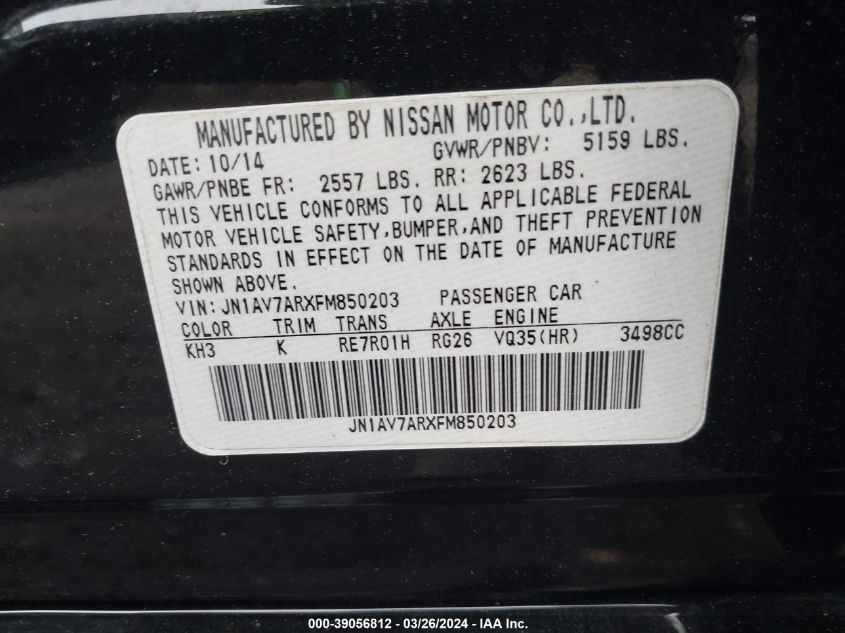 MANUFACTURED BY NISSAN MOTOR CO.,LTD.
DATE: 10/14 GVWR/PNBV: 5159 LBS.
GAWR/PNBE FR: 2557 LBS. RR: 2623 LBS.
THIS VEHICLE CONFORMS TO ALL APPLICABLE FEDERAL
MOTOR VEHICLE SAFETY,BUMPER,AND THEFT PREVENTION
STANDARDS IN EFFECT ON THE DATE OF MANUFACTURE
SHOWN ABOVE.
VIN: JN1AV7ARXFM850203 PASSENGER CAR
COLOR TRIM TRANS AXLE ENGINE
KH3 K RE7R01H RG26 VQ35(HR) 3498CC
JN1AV7ARXFM850203
000-39056812 — 03/26/2024 — IAA Auctions